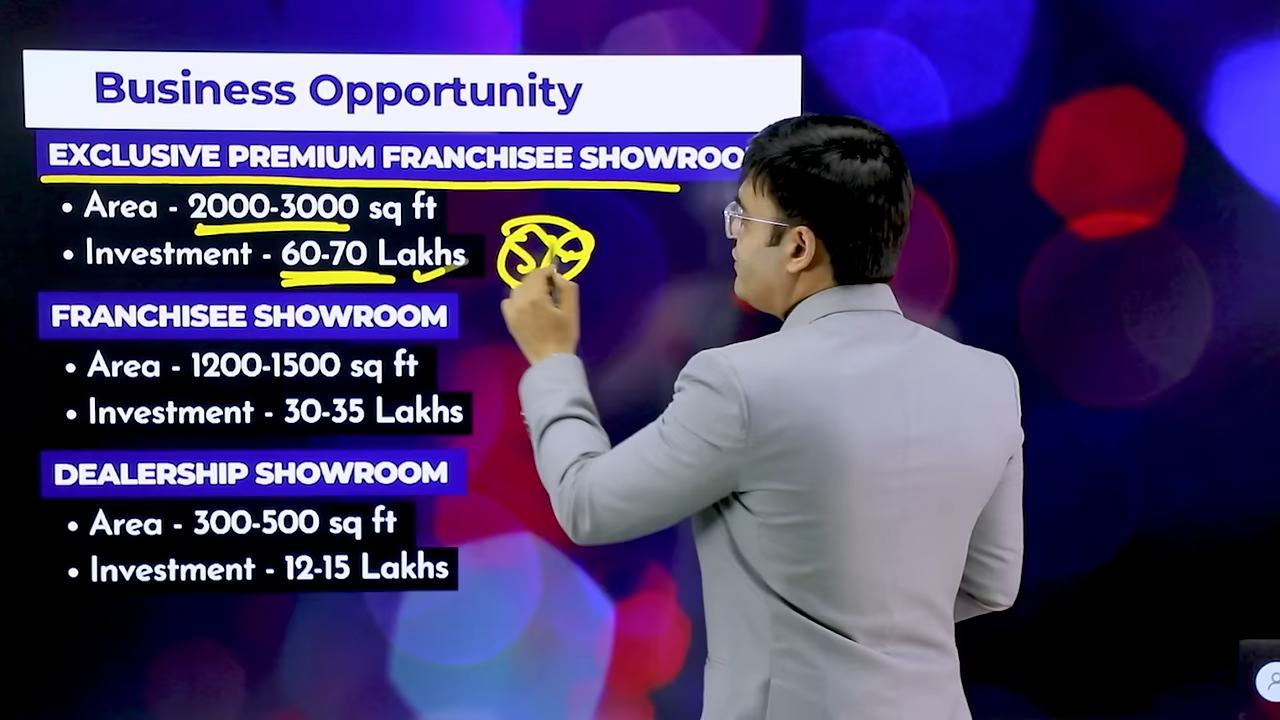 Business Opportunity
EXCLUSIVE PREMIUM FRANCHISEE SHOWROO
• Area - 2000-3000 sq ft
• Investment - 60-70 Lakhs
FRANCHISEE SHOWROOM
• Area - 1200-1500 sq ft
• Investment - 30-35 Lakhs
DEALERSHIP SHOWROOM
• Area - 300-500 sq ft
• Investment - 12-15 Lakhs